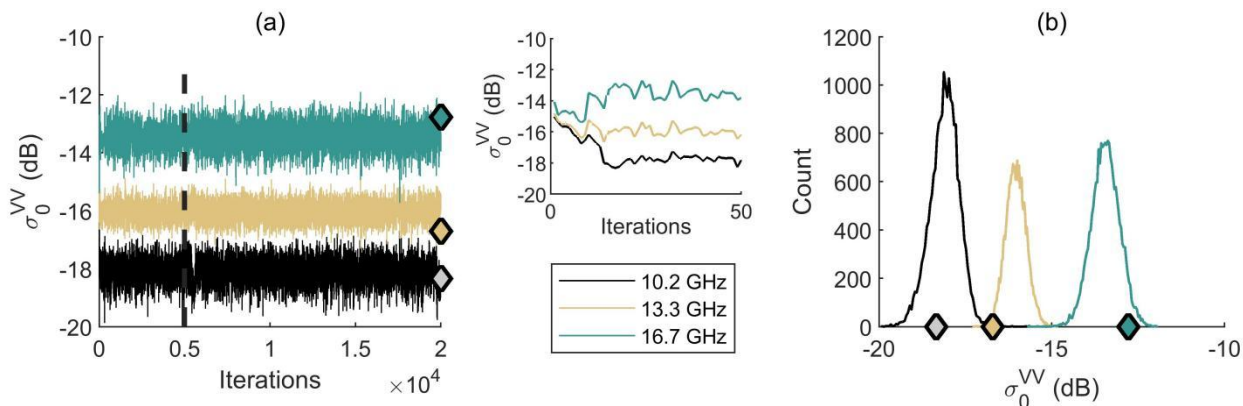 (a)
-10
-12
-14
-16
-18
-20
σ₀ⱽⱽ (dB)
0
0.5
1
1.5
2
Iterations
×10⁴
-10
-12
-14
-16
-18
-20
σ₀ⱽⱽ (dB)
0
50
Iterations
10.2 GHz
13.3 GHz
16.7 GHz
(b)
1200
1000
800
600
400
200
0
Count
-20
-15
-10
σ₀ⱽⱽ (dB)